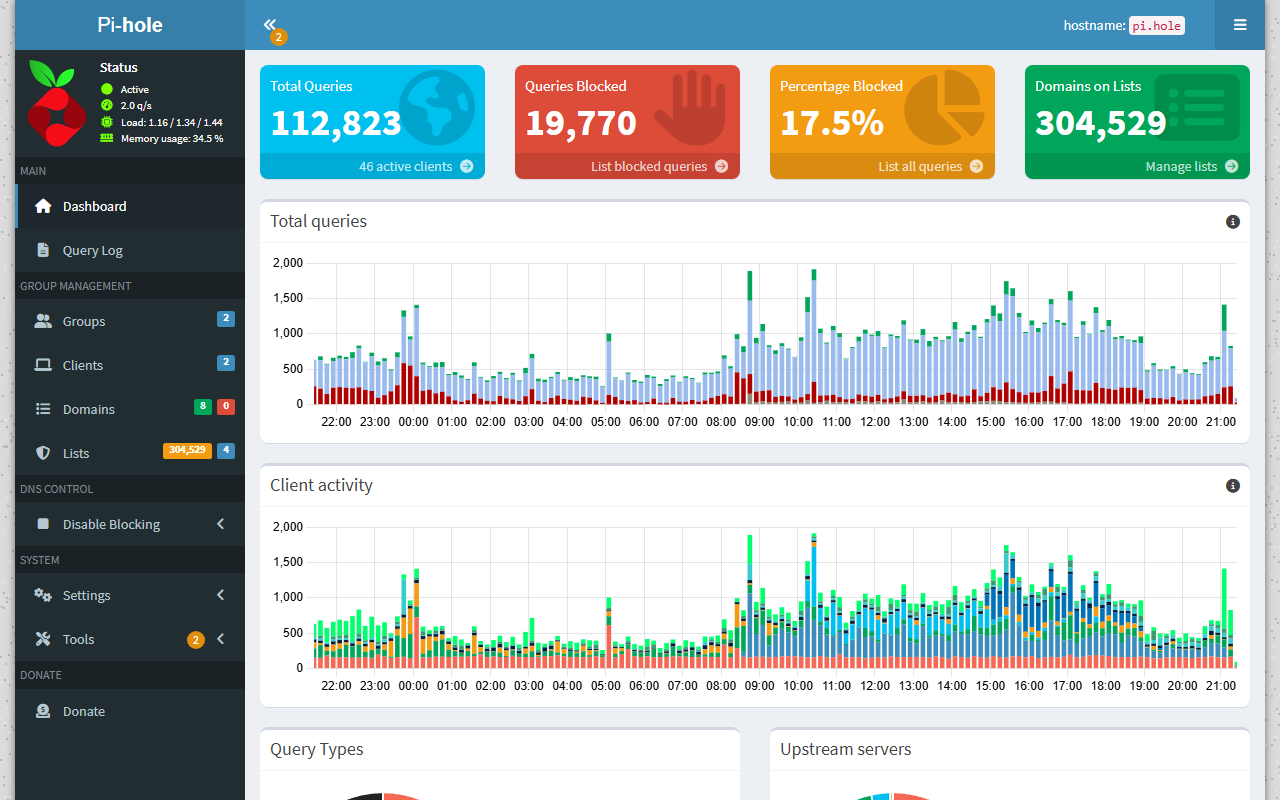 Pi-hole
2
hostname: pi.hole
Status
Active
2.0 q/s
Load: 1.16 / 1.34 / 1.44
Memory usage: 34.5 %
MAIN
Dashboard
Query Log
GROUP MANAGEMENT
Groups 2
Clients 2
Domains 8 0
Lists 304,529 4
DNS CONTROL
Disable Blocking
SYSTEM
Settings
Tools 2
DONATE
Donate
Total Queries
112,823
46 active clients
Queries Blocked
19,770
List blocked queries
Percentage Blocked
17.5%
List all queries
Domains on Lists
304,529
Manage lists
Total queries
2,000
1,500
1,000
500
0
22:00 23:00 00:00 01:00 02:00 03:00 04:00 05:00 06:00 07:00 08:00 09:00 10:00 11:00 12:00 13:00 14:00 15:00 16:00 17:00 18:00 19:00 20:00 21:00
Client activity
2,000
1,500
1,000
500
0
22:00 23:00 00:00 01:00 02:00 03:00 04:00 05:00 06:00 07:00 08:00 09:00 10:00 11:00 12:00 13:00 14:00 15:00 16:00 17:00 18:00 19:00 20:00 21:00
Query Types
Upstream servers